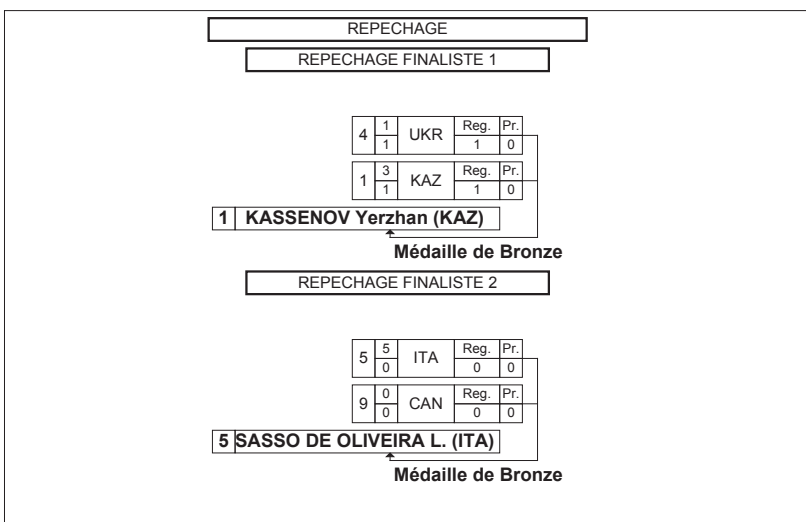 REPECHAGE
REPECHAGE FINALISTE 1
4 1 UKR Reg. Pr.
1 1 0
1 3 KAZ Reg. Pr.
1 1 0
1 KASSENOV Yerzhan (KAZ)
Médaille de Bronze
REPECHAGE FINALISTE 2
5 5 ITA Reg. Pr.
0 0 0
9 0 CAN Reg. Pr.
0 0 0
5 SASSO DE OLIVEIRA L. (ITA)
Médaille de Bronze